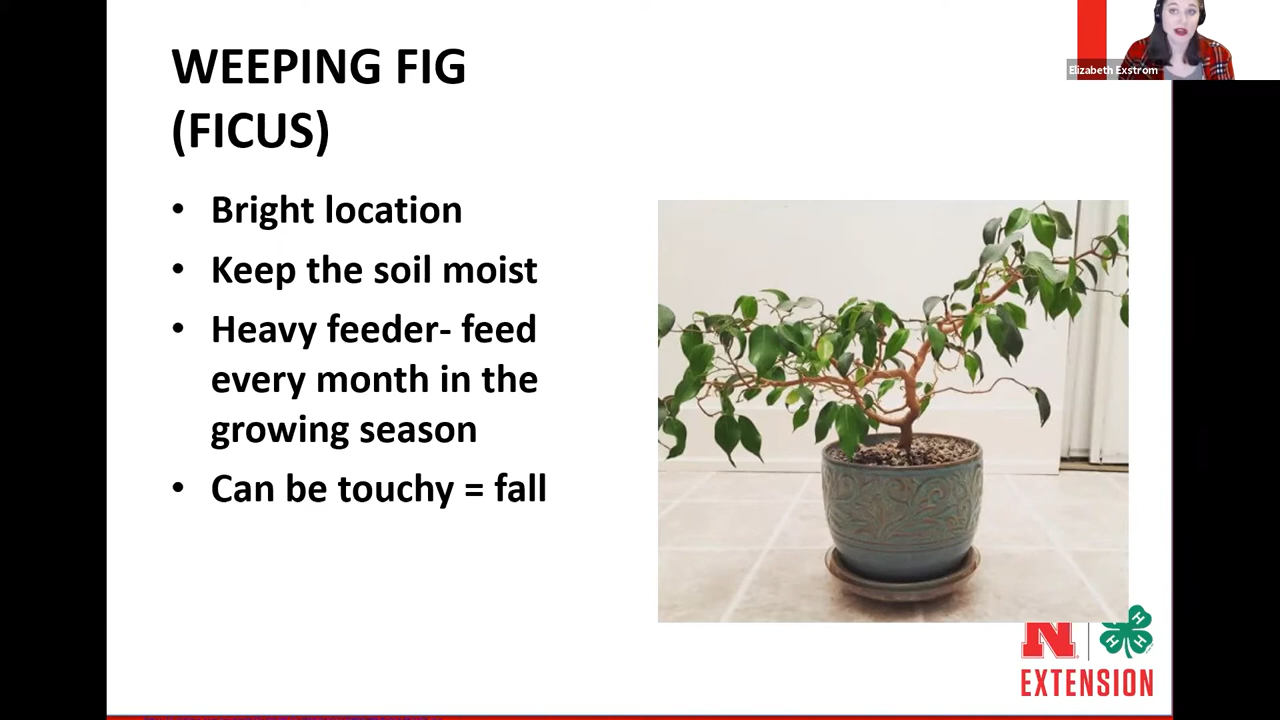 Elizabeth Exstrom
WEEPING FIG
(FICUS)
• Bright location
• Keep the soil moist
• Heavy feeder- feed
every month in the
growing season
• Can be touchy = fall
N
H H H H
EXTENSION